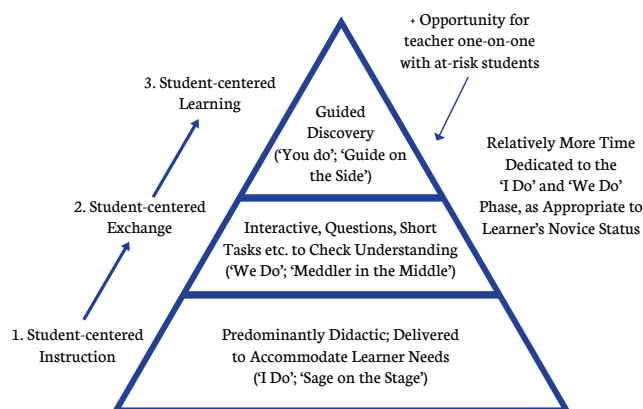 + Opportunity for
teacher one-on-one
with at-risk students
3. Student-centered
Learning
Guided
Discovery
(‘You do’; ‘Guide on
the Side’)
Relatively More Time
Dedicated to the
‘I Do’ and ‘We Do’
Phase, as Appropriate to
Learner’s Novice Status
2. Student-centered
Exchange
Interactive, Questions, Short
Tasks etc. to Check Understanding
(‘We Do’; ‘Meddler in the Middle’)
1. Student-centered
Instruction
Predominantly Didactic; Delivered
to Accommodate Learner Needs
(‘I Do’; ‘Sage on the Stage’)